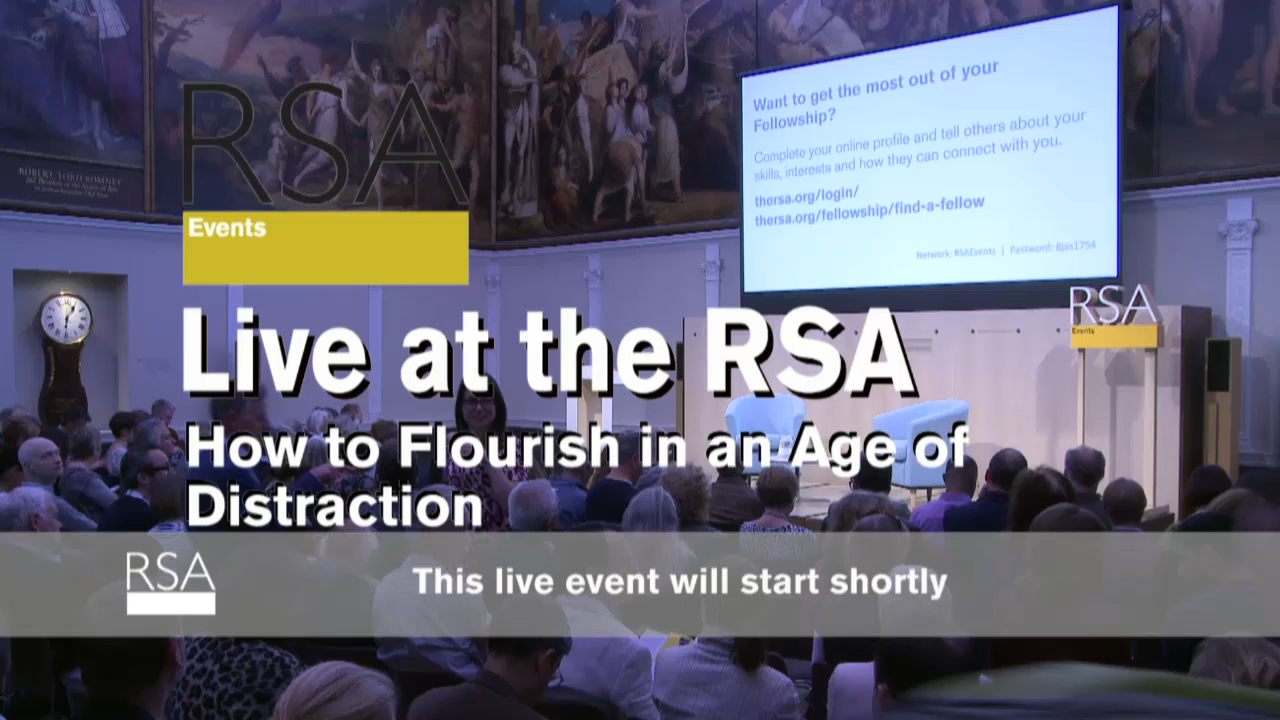 Want to get the most out of your
Fellowship?
Complete your online profile and tell others about your
skills, interests and how they can connect with you.
thersa.org/login/
thersa.org/fellowship/find-a-fellow
Network: RSAEvents | Password: 8jas1754
ROBERT LORD ROMNEY
RSA
Events
RSA
Events
Live at the RSA
How to Flourish in an Age of
Distraction
RSA
This live event will start shortly